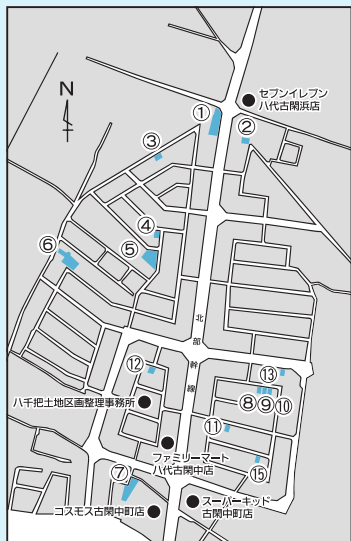 セブンイレブン
八代古閑浜店
N
①
②
③
④
⑤
⑥
北部幹線
⑬
⑫
⑧⑨⑩
八千把土地区画整理事務所
⑪
ファミリーマート
八代古閑中店
⑮
⑦
スーパーキッド
古閑中町店
コスモス古閑中町店